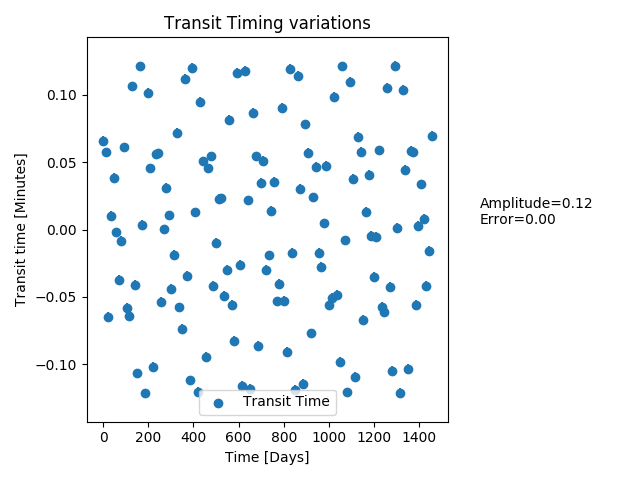 Transit Timing variations
Transit time [Minutes]
0.10
0.05
0.00
−0.05
−0.10
Amplitude=0.12
Error=0.00
Transit Time
0 200 400 600 800 1000 1200 1400
Time [Days]